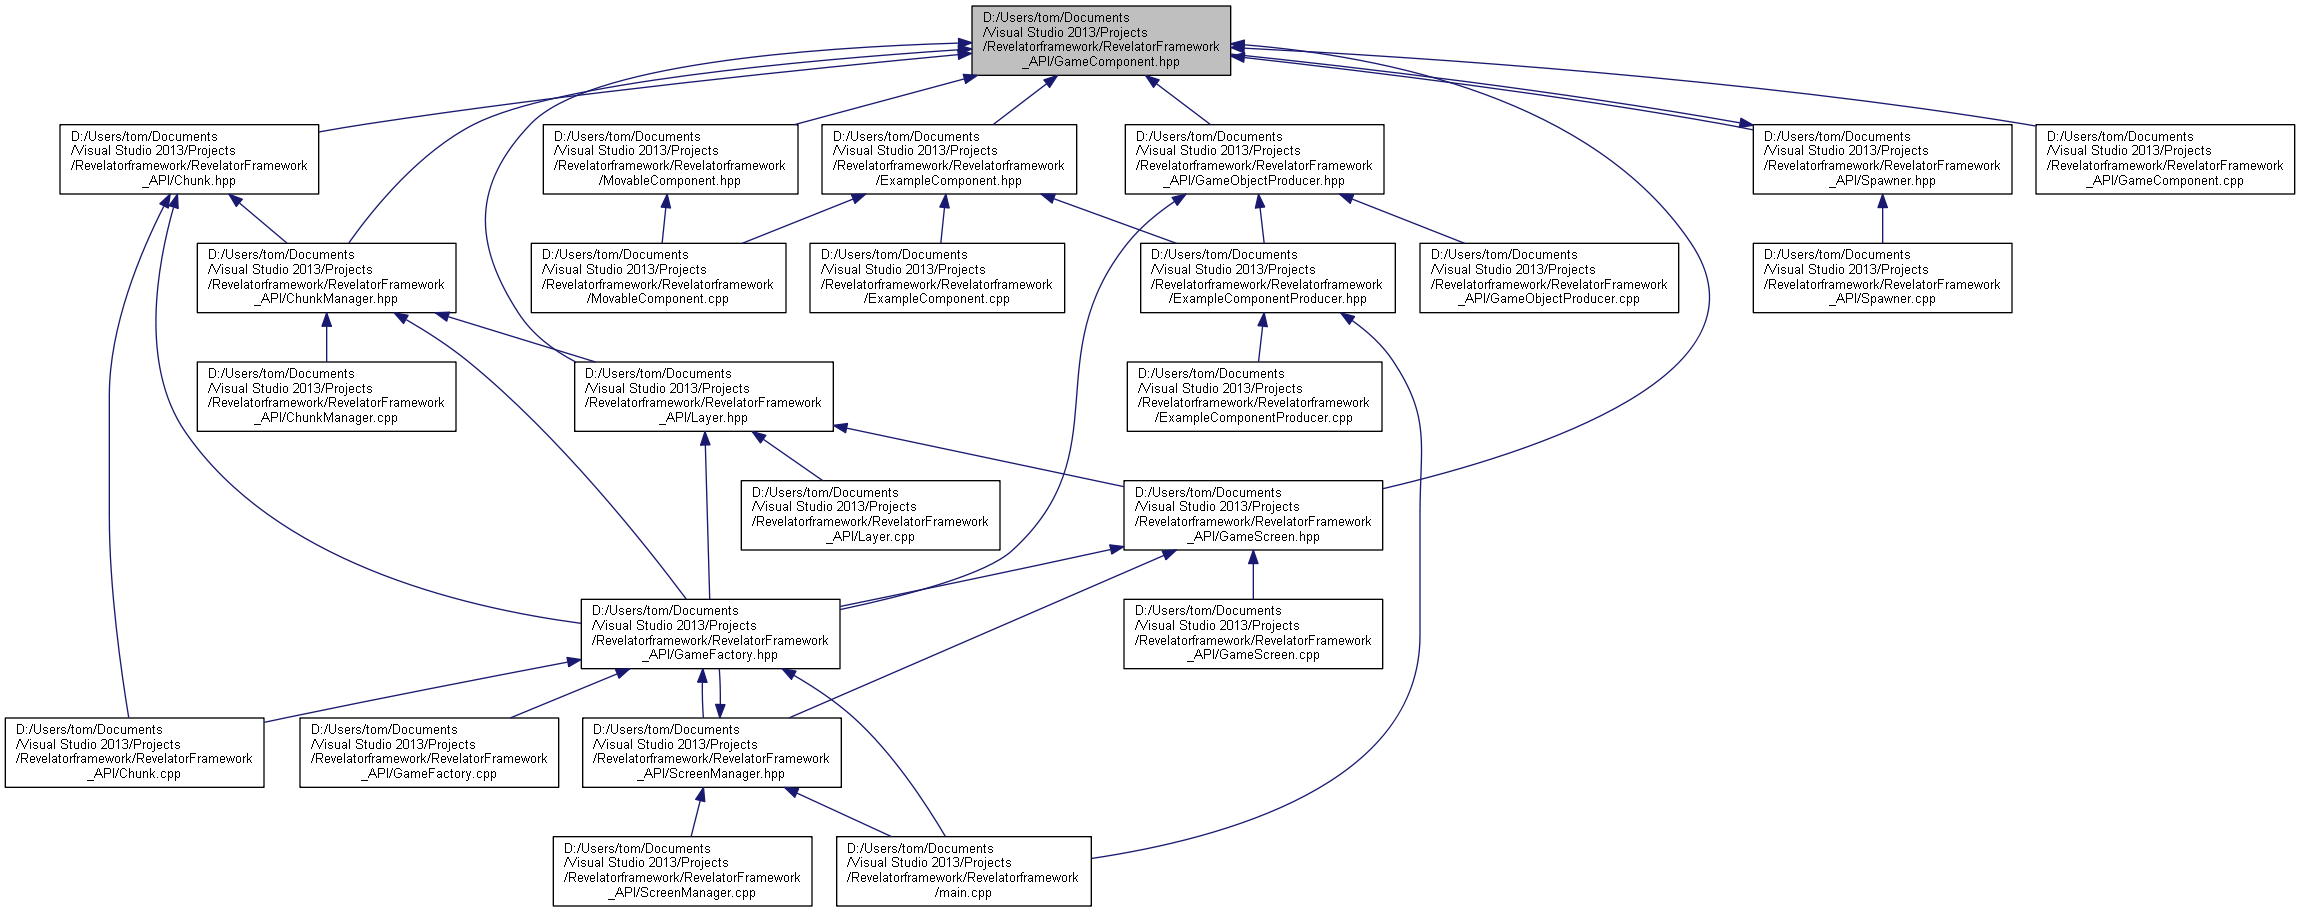 D:/Users/tom/Documents
/Visual Studio 2013/Projects
/Revelatorframework/RevelatorFramework
_API/GameComponent.hpp
D:/Users/tom/Documents
/Visual Studio 2013/Projects
/Revelatorframework/RevelatorFramework
_API/Chunk.hpp
D:/Users/tom/Documents
/Visual Studio 2013/Projects
/Revelatorframework/Revelatorframework
/MovableComponent.hpp
D:/Users/tom/Documents
/Visual Studio 2013/Projects
/Revelatorframework/Revelatorframework
/ExampleComponent.hpp
D:/Users/tom/Documents
/Visual Studio 2013/Projects
/Revelatorframework/RevelatorFramework
_API/GameObjectProducer.hpp
D:/Users/tom/Documents
/Visual Studio 2013/Projects
/Revelatorframework/RevelatorFramework
_API/Spawner.hpp
D:/Users/tom/Documents
/Visual Studio 2013/Projects
/Revelatorframework/RevelatorFramework
_API/GameComponent.cpp
D:/Users/tom/Documents
/Visual Studio 2013/Projects
/Revelatorframework/RevelatorFramework
_API/ChunkManager.hpp
D:/Users/tom/Documents
/Visual Studio 2013/Projects
/Revelatorframework/Revelatorframework
/MovableComponent.cpp
D:/Users/tom/Documents
/Visual Studio 2013/Projects
/Revelatorframework/Revelatorframework
/ExampleComponent.cpp
D:/Users/tom/Documents
/Visual Studio 2013/Projects
/Revelatorframework/Revelatorframework
/ExampleComponentProducer.hpp
D:/Users/tom/Documents
/Visual Studio 2013/Projects
/Revelatorframework/RevelatorFramework
_API/GameObjectProducer.cpp
D:/Users/tom/Documents
/Visual Studio 2013/Projects
/Revelatorframework/RevelatorFramework
_API/Spawner.cpp
D:/Users/tom/Documents
/Visual Studio 2013/Projects
/Revelatorframework/RevelatorFramework
_API/ChunkManager.cpp
D:/Users/tom/Documents
/Visual Studio 2013/Projects
/Revelatorframework/RevelatorFramework
_API/Layer.hpp
D:/Users/tom/Documents
/Visual Studio 2013/Projects
/Revelatorframework/Revelatorframework
/ExampleComponentProducer.cpp
D:/Users/tom/Documents
/Visual Studio 2013/Projects
/Revelatorframework/RevelatorFramework
_API/Layer.cpp
D:/Users/tom/Documents
/Visual Studio 2013/Projects
/Revelatorframework/RevelatorFramework
_API/GameScreen.hpp
D:/Users/tom/Documents
/Visual Studio 2013/Projects
/Revelatorframework/RevelatorFramework
_API/GameFactory.hpp
D:/Users/tom/Documents
/Visual Studio 2013/Projects
/Revelatorframework/RevelatorFramework
_API/GameScreen.cpp
D:/Users/tom/Documents
/Visual Studio 2013/Projects
/Revelatorframework/RevelatorFramework
_API/Chunk.cpp
D:/Users/tom/Documents
/Visual Studio 2013/Projects
/Revelatorframework/RevelatorFramework
_API/GameFactory.cpp
D:/Users/tom/Documents
/Visual Studio 2013/Projects
/Revelatorframework/RevelatorFramework
_API/ScreenManager.hpp
D:/Users/tom/Documents
/Visual Studio 2013/Projects
/Revelatorframework/RevelatorFramework
_API/ScreenManager.cpp
D:/Users/tom/Documents
/Visual Studio 2013/Projects
/Revelatorframework/Revelatorframework
/main.cpp